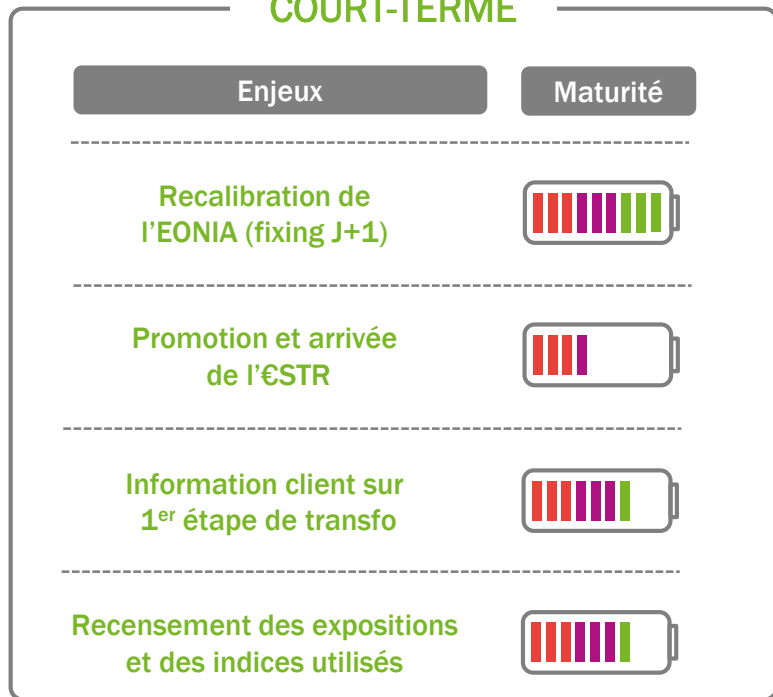 COURT-TERME
Enjeux
Maturité
Recalibration de
l'EONIA (fixing J+1)
Promotion et arrivée
de l'€STR
Information client sur
1er étape de transfo
Recensement des expositions
et des indices utilisés